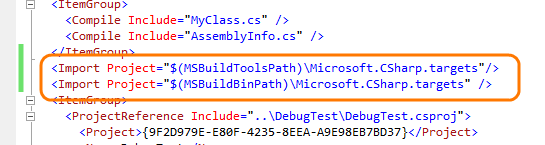 <ItemGroup>
<Compile Include="MyClass.cs" />
<Compile Include="AssemblyInfo.cs" />
</ItemGroup>
<Import Project="$(MSBuildToolsPath)\Microsoft.CSharp.targets"/>
<Import Project="$(MSBuildBinPath)\Microsoft.CSharp.targets" />
<ItemGroup>
<ProjectReference Include="..\DebugTest\DebugTest.csproj">
<Project>{9F2D979E-E80F-4235-8EEA-A9E98EB7BD37}</Project>